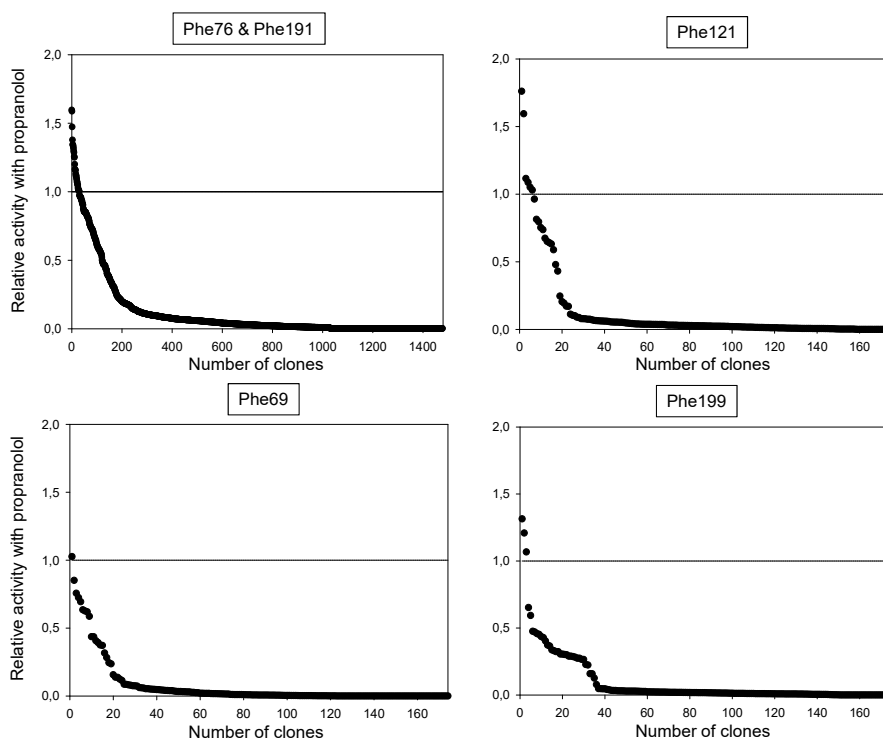 Phe76 & Phe191
Relative activity with propranolol
2,0
1,5
1,0
0,5
0,0
0 200 400 600 800 1000 1200 1400
Number of clones
Phe121
2,0
1,5
1,0
0,5
0,0
0 20 40 60 80 100 120 140 160
Number of clones
Phe69
Relative activity with propranolol
2,0
1,5
1,0
0,5
0,0
0 20 40 60 80 100 120 140 160
Number of clones
Phe199
2,0
1,5
1,0
0,5
0,0
0 20 40 60 80 100 120 140 160
Number of clones